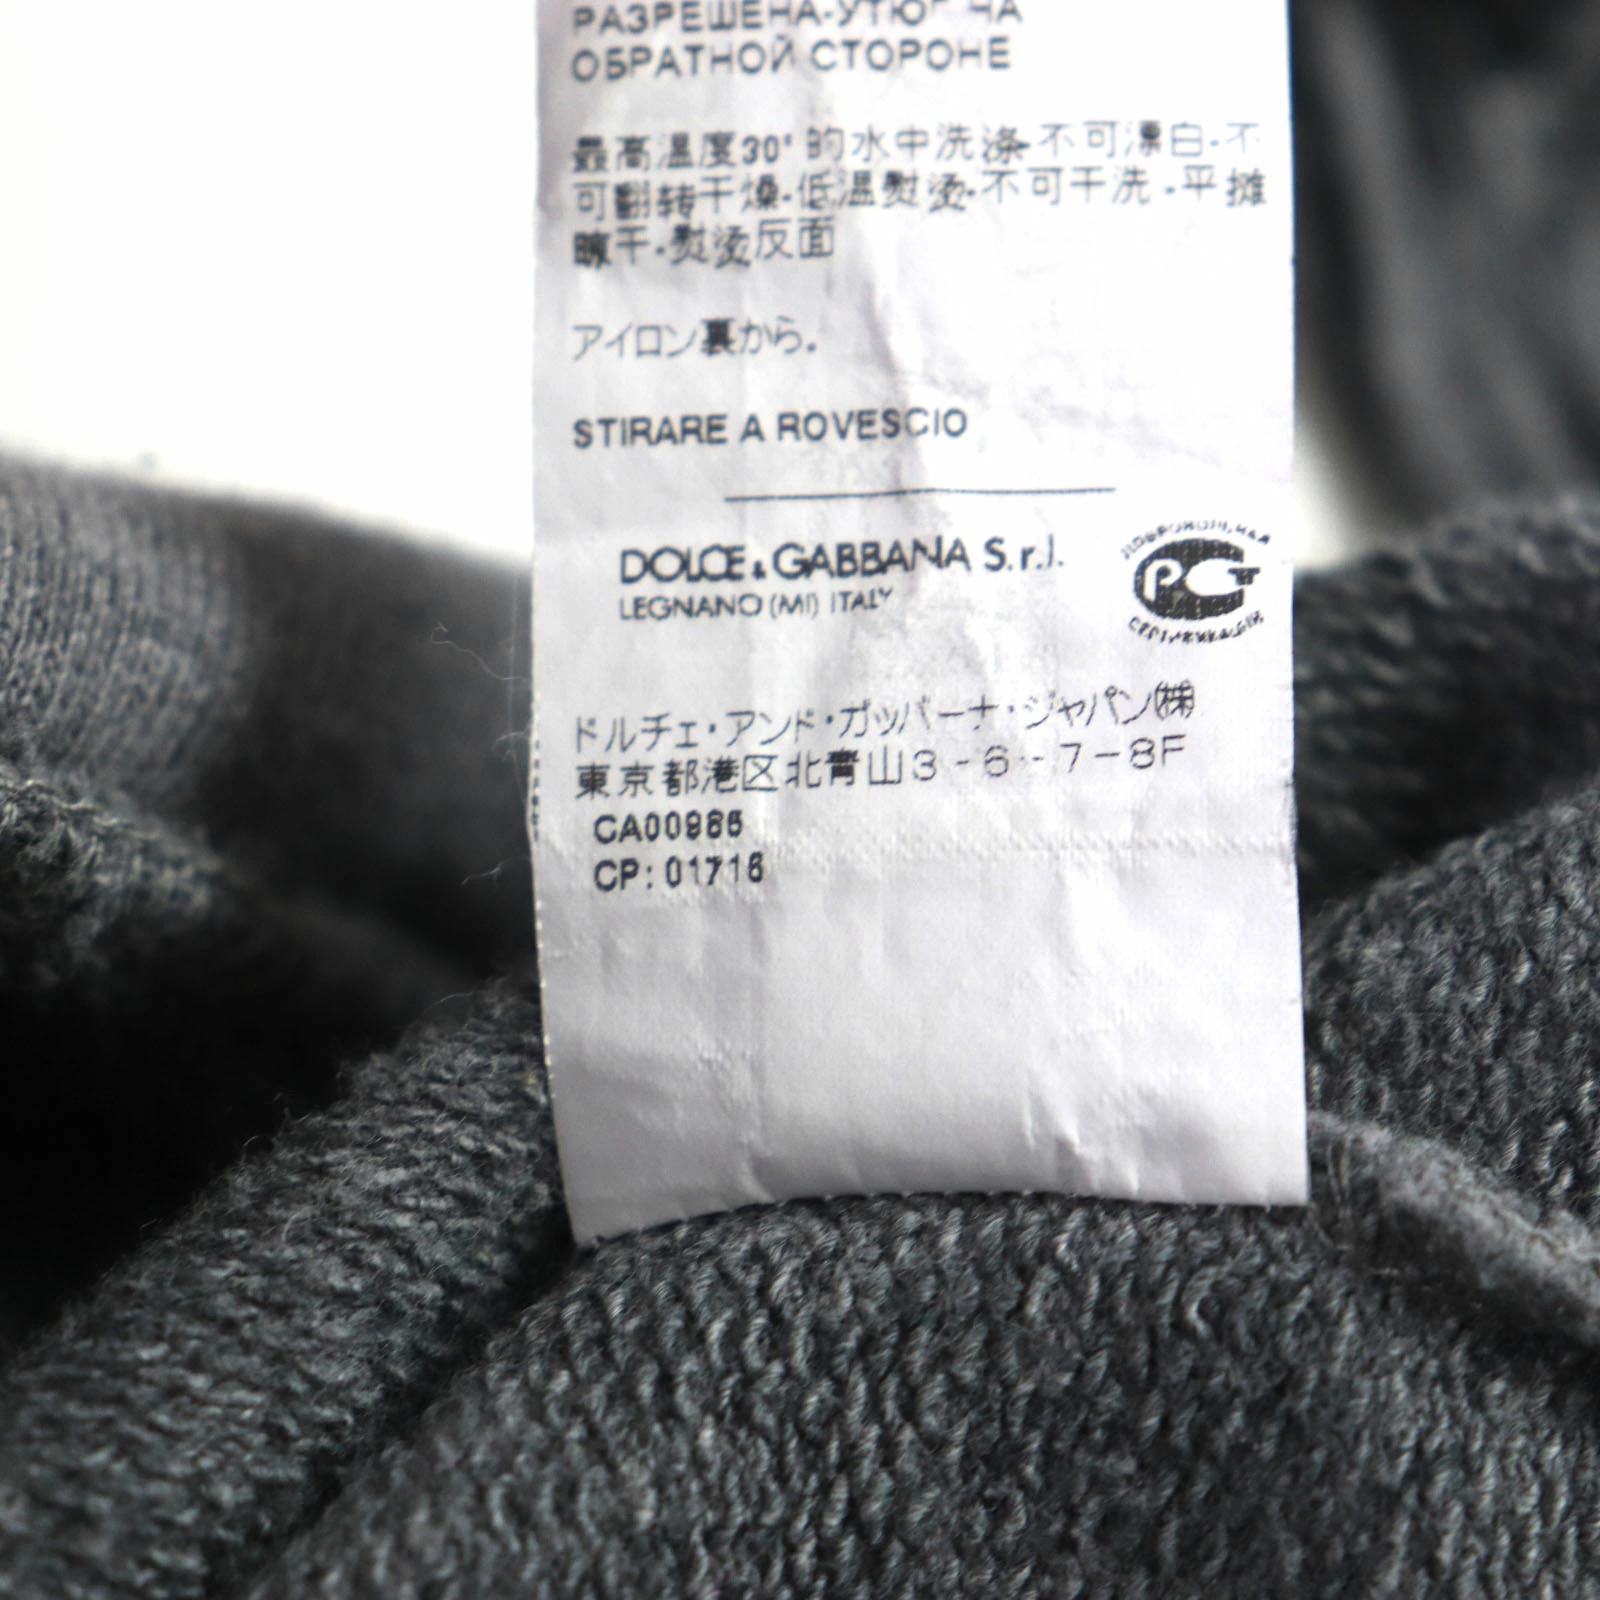 РАЗРЕШЕНА-УТЮГ НА
ОБРАТНОЙ СТОРОНЕ
最高温度30°的水中洗涤-不可漂白-不
可翻转干燥-低温熨烫-不可干洗-平摊
晾干-熨烫反面
アイロン裏から.
STIRARE A ROVESCIO
DOLCE & GABBANA S.r.l.
LEGNANO (MI) ITALY
ДОБРОВОЛЬНАЯ
РСТ
СЕРТИФИКАЦИЯ
ドルチェ・アンド・ガッバーナ・ジャパン㈱
東京都港区北青山3-6-7-8F
CA00986
CP: 01716